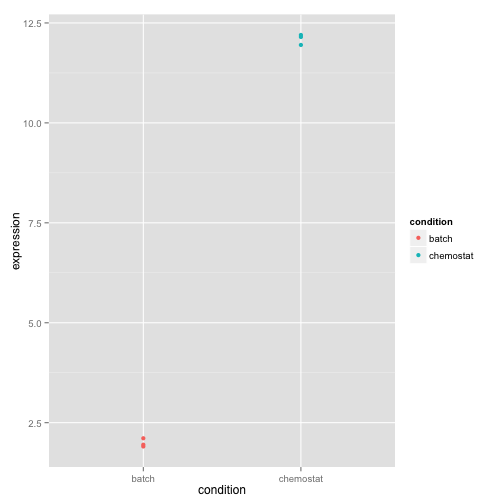 12.5
10.0
7.5
5.0
2.5
expression
batch
chemostat
condition
condition
batch
chemostat